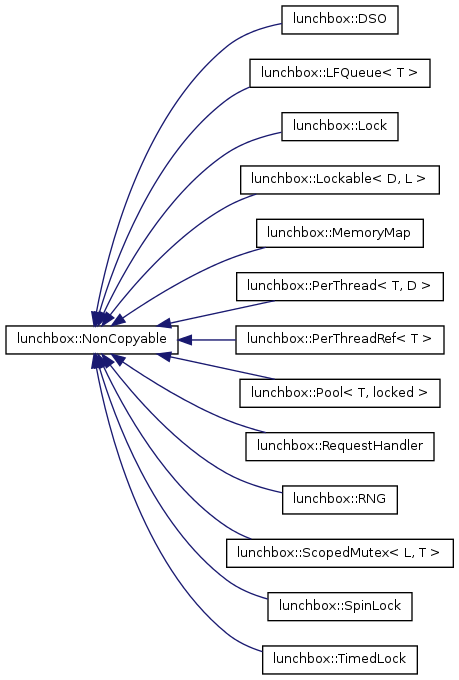 lunchbox::DSO
lunchbox::LFQueue< T >
lunchbox::Lock
lunchbox::Lockable< D, L >
lunchbox::MemoryMap
lunchbox::PerThread< T, D >
lunchbox::NonCopyable
lunchbox::PerThreadRef< T >
lunchbox::Pool< T, locked >
lunchbox::RequestHandler
lunchbox::RNG
lunchbox::ScopedMutex< L, T >
lunchbox::SpinLock
lunchbox::TimedLock